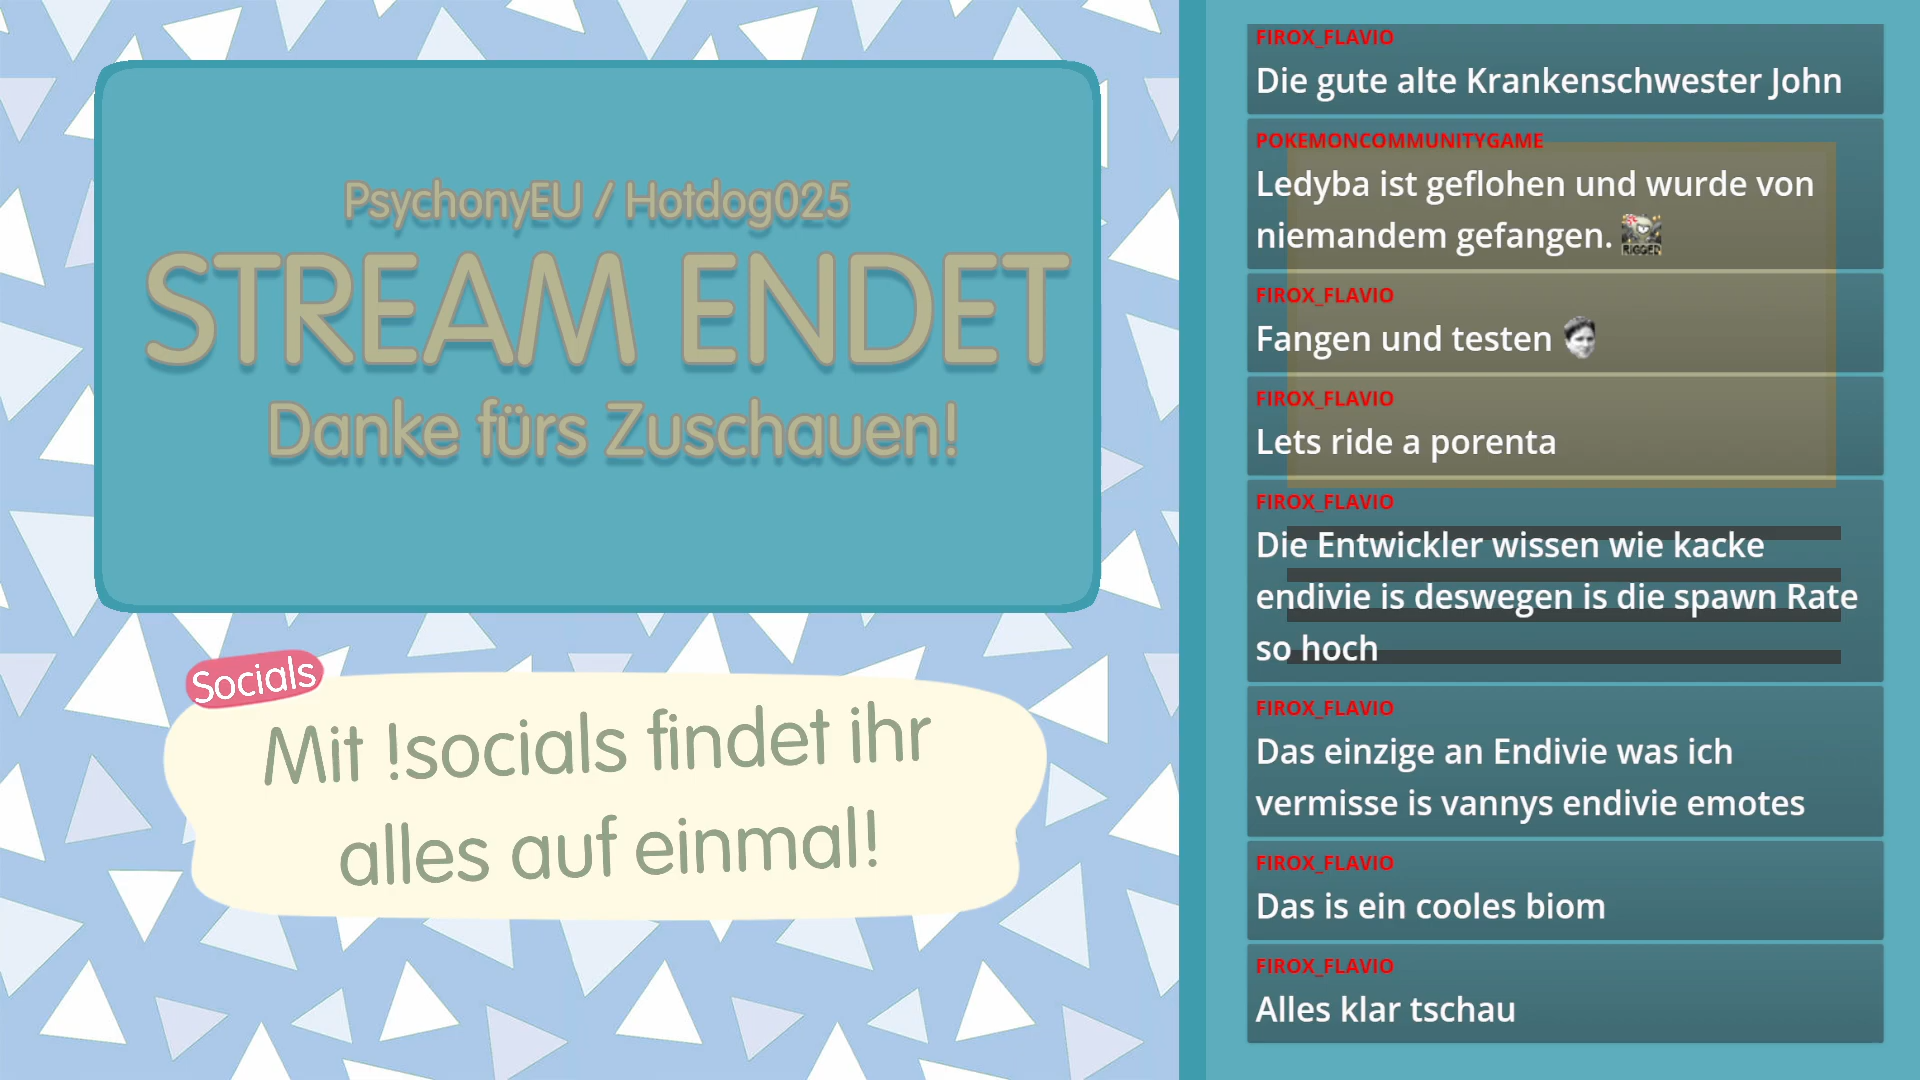 PsychonyEU / Hotdog025
STREAM ENDET
Danke fürs Zuschauen!
Socials
Mit !socials findet ihr
alles auf einmal!
FIROX_FLAVIO
Die gute alte Krankenschwester John
POKEMONCOMMUNITYGAME
Ledyba ist geflohen und wurde von
niemandem gefangen.
RIGGED
FIROX_FLAVIO
Fangen und testen
FIROX_FLAVIO
Lets ride a porenta
FIROX_FLAVIO
Die Entwickler wissen wie kacke
endivie is deswegen is die spawn Rate
so hoch
FIROX_FLAVIO
Das einzige an Endivie was ich
vermisse is vannys endivie emotes
FIROX_FLAVIO
Das is ein cooles biom
FIROX_FLAVIO
Alles klar tschau